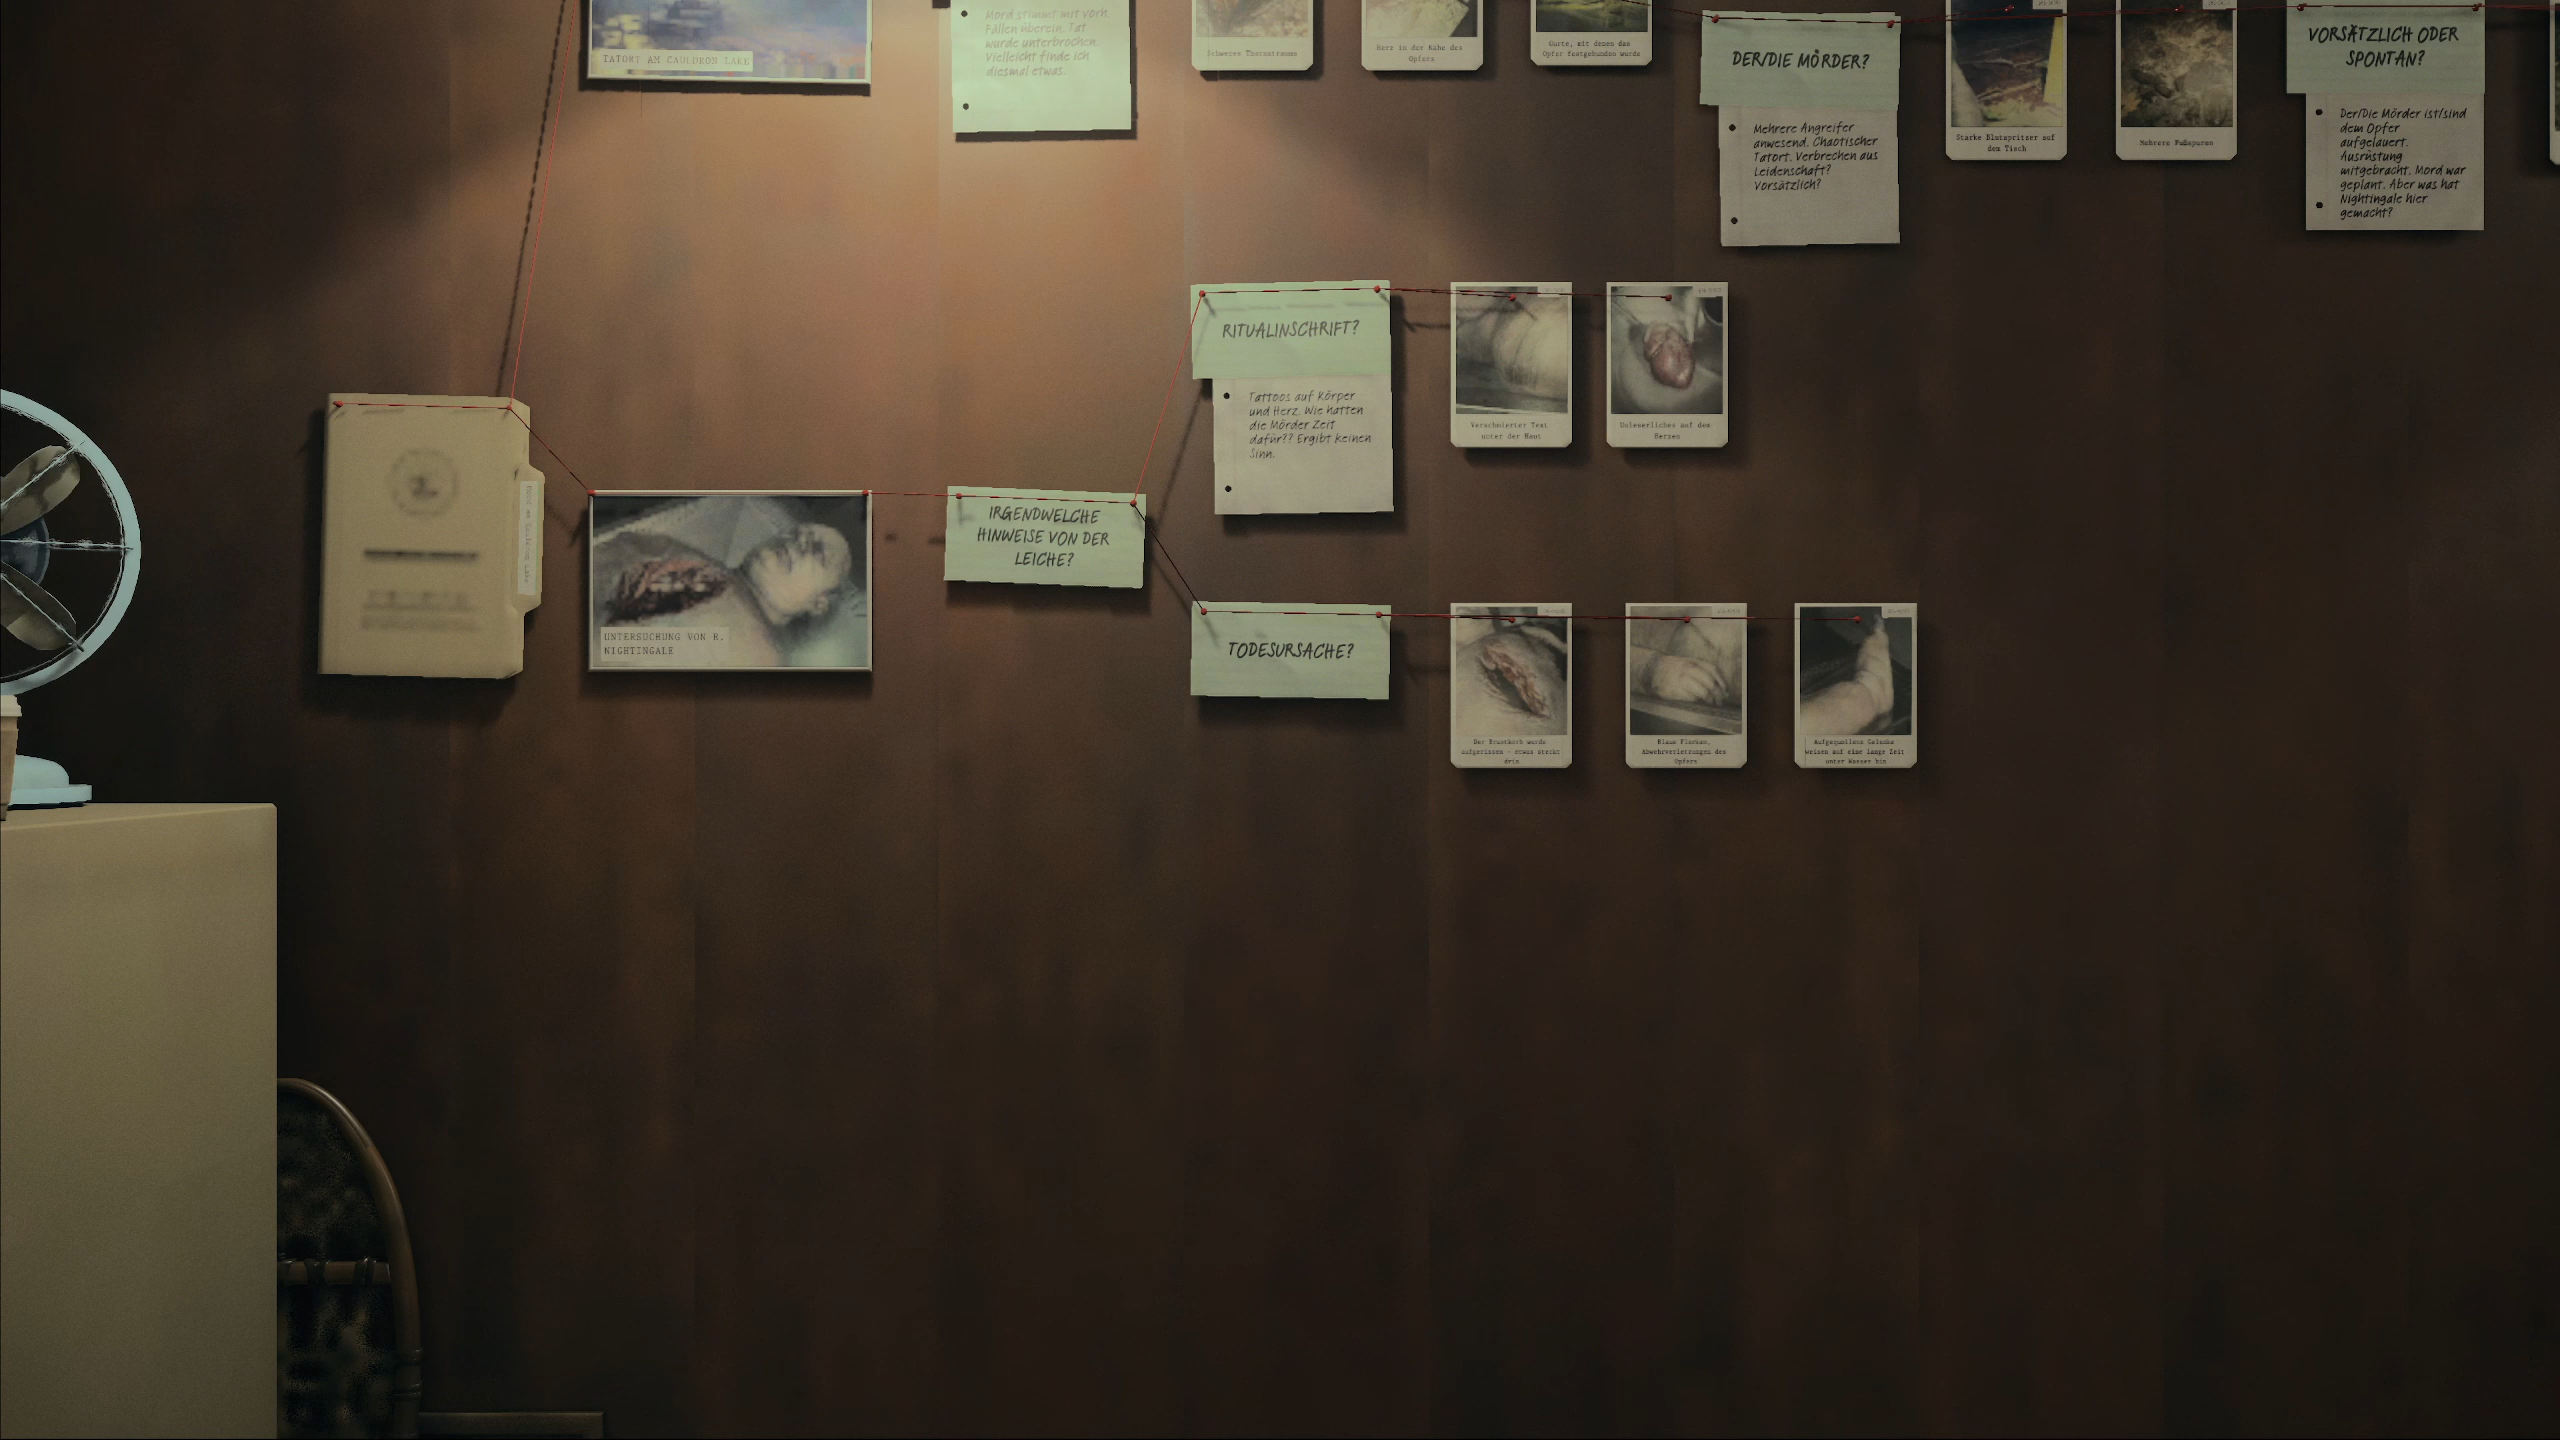 TATORT AM CAULDRON LAKE
Mord stimmt mit vorh.
Fällen überein. Tat
wurde unterbrochen.
Vielleicht finde ich
diesmal etwas.
Schweres Thermotrauma
Herz in der Nähe des
Opfers
Gurte, mit denen das
Opfer festgebunden wurde
DER/DIE MÖRDER?
Mehrere Angreifer
anwesend. Chaotischer
Tatort. Verbrechen aus
Leidenschaft?
Vorsätzlich?
Starke Blutspritzer auf
dem Tisch
Mehrere Fußspuren
VORSÄTZLICH ODER
SPONTAN?
Der/Die Mörder ist/sind
dem Opfer
aufgelauert.
Ausrüstung
mitgebracht. Mord war
geplant. Aber was hat
Nightingale hier
gemacht?
RITUALINSCHRIFT?
Tattoos auf Körper
und Herz. Wie hatten
die Mörder Zeit
dafür?? Ergibt keinen
Sinn.
Verschmierter Text
unter der Haut
Unleserliches auf dem
Herzen
UNTERSUCHUNG VON R.
NIGHTINGALE
IRGENDWELCHE
HINWEISE VON DER
LEICHE?
TODESURSACHE?
Der Brustkorb wurde
aufgerissen - etwas steckt
drin
Blaue Flecken,
Abwehrverletzungen des
Opfers
Aufgequollene Gelenke
weisen auf eine lange Zeit
unter Wasser hin